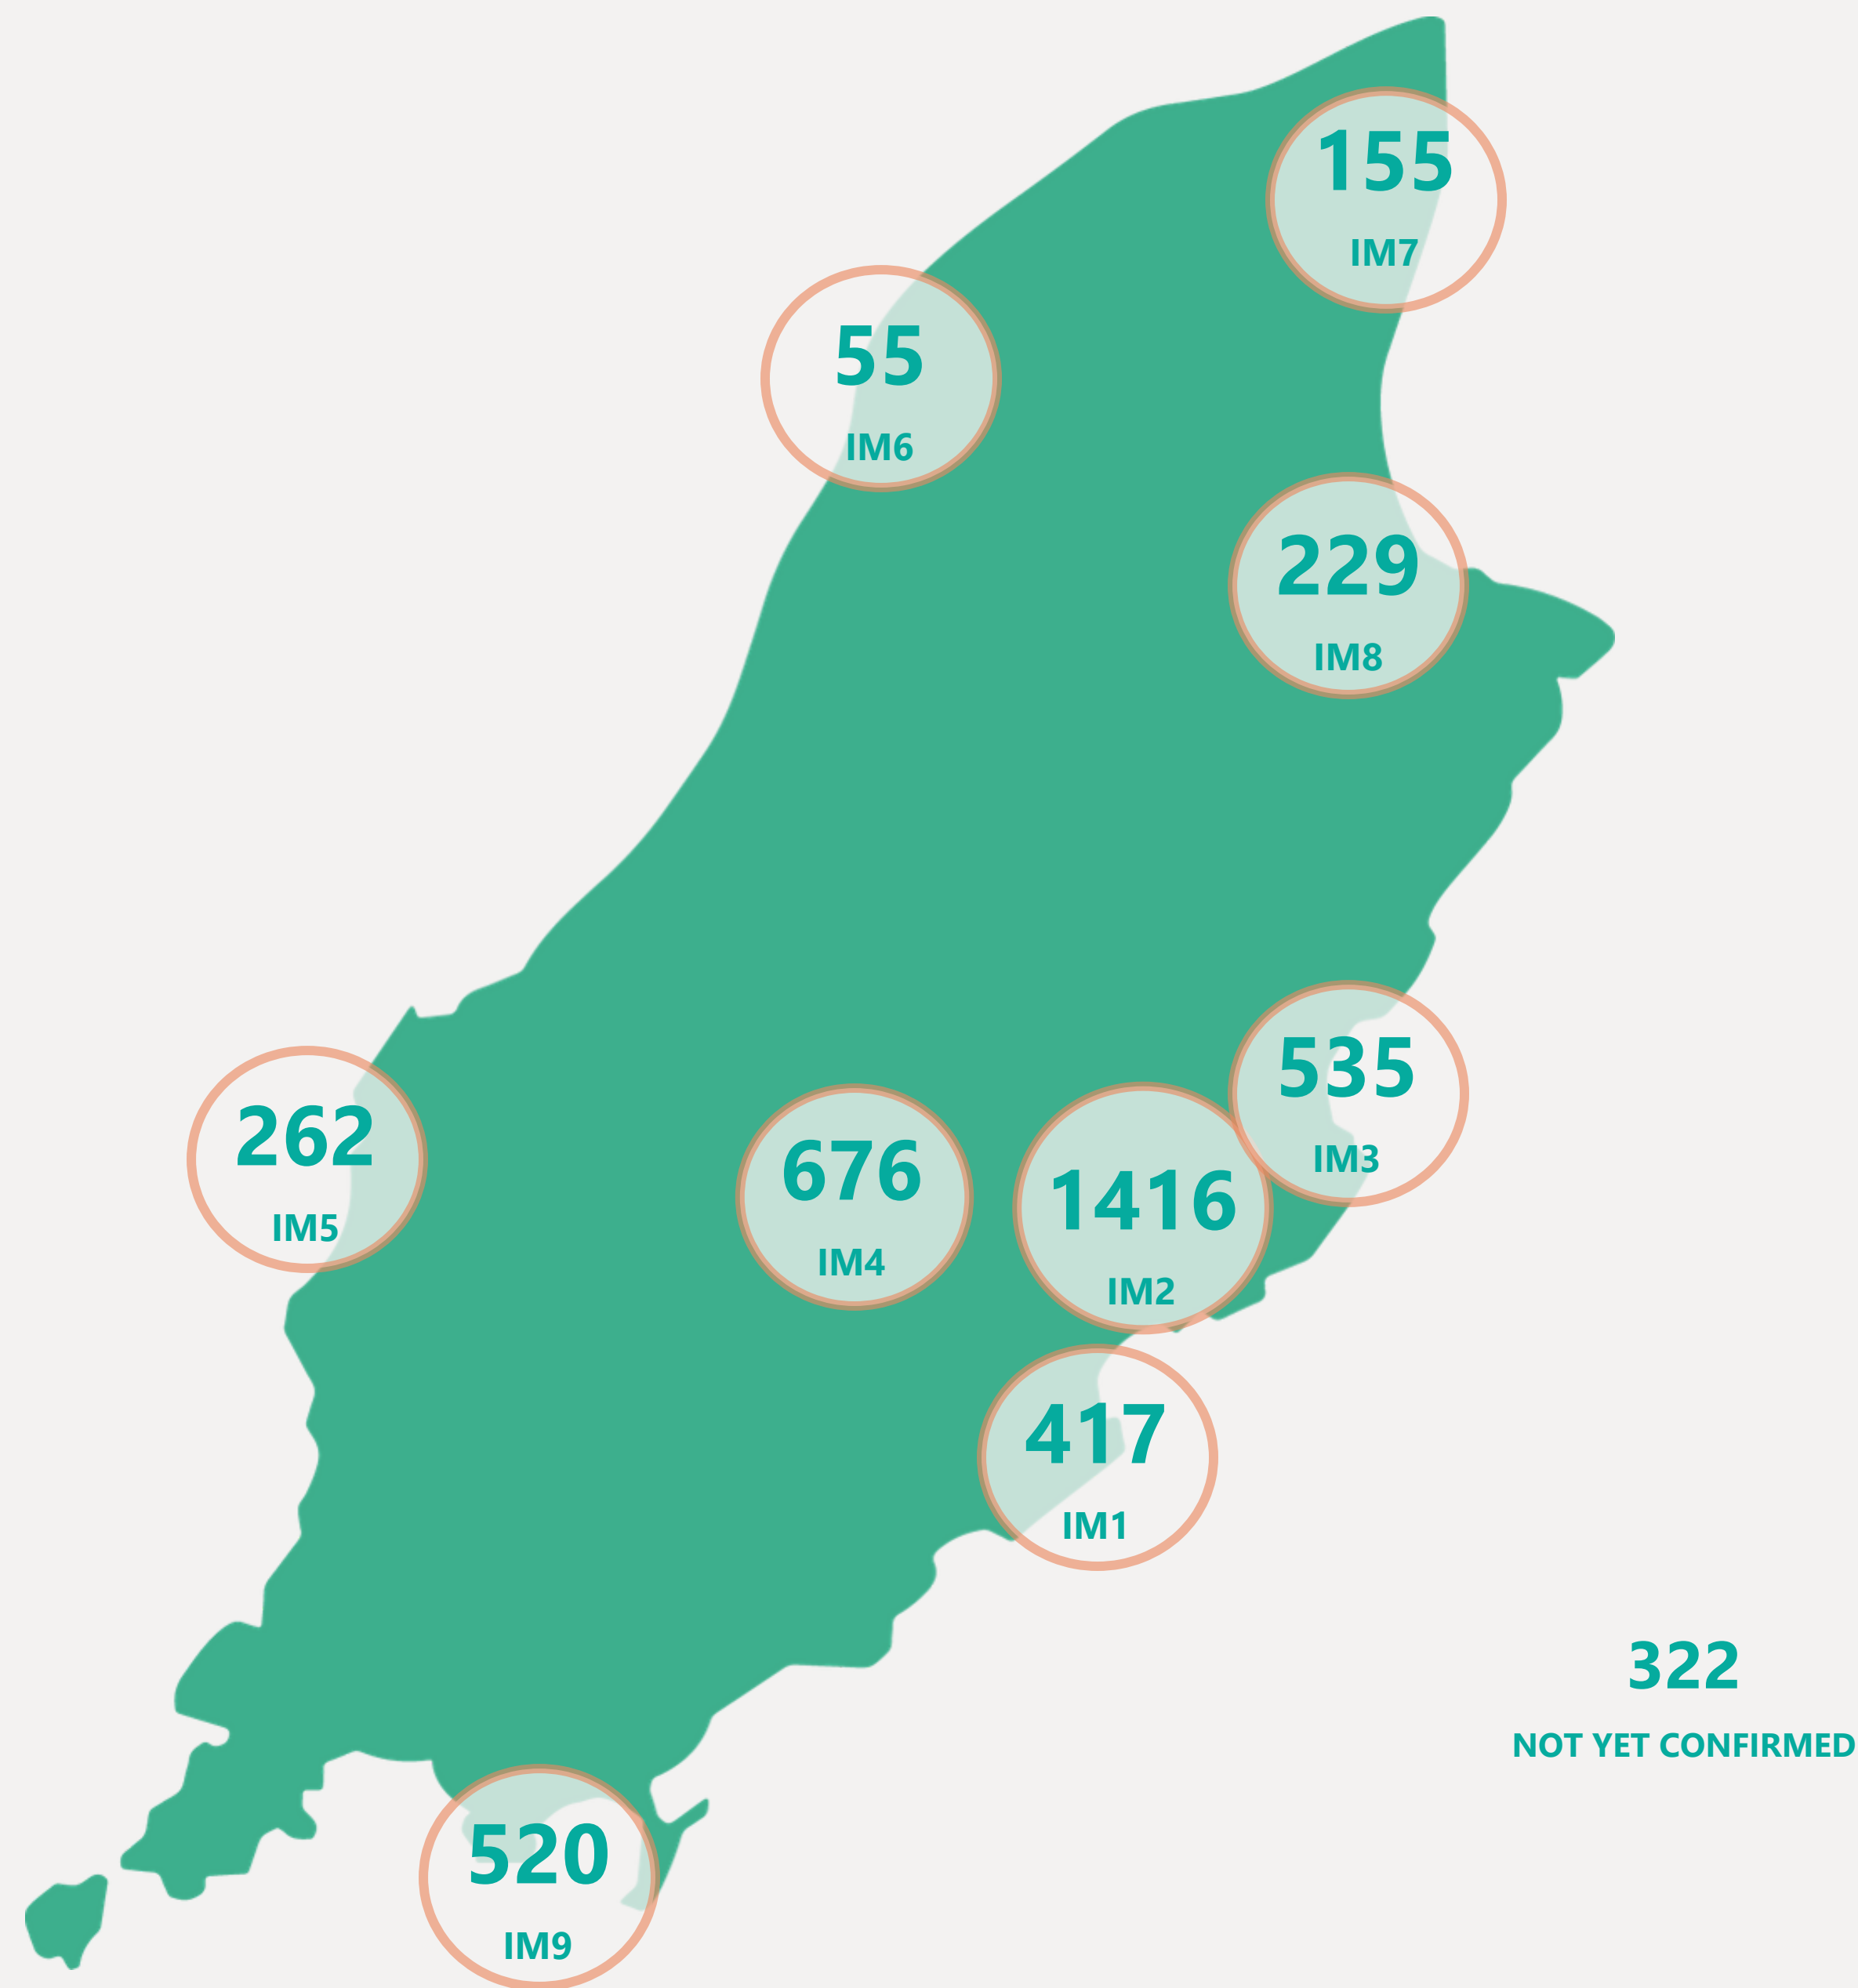 155
IM7
55
IM6
229
IM8
535
IM3
262
IM5
676
IM4
1416
IM2
417
IM1
322
NOT YET CONFIRMED
520
IM9